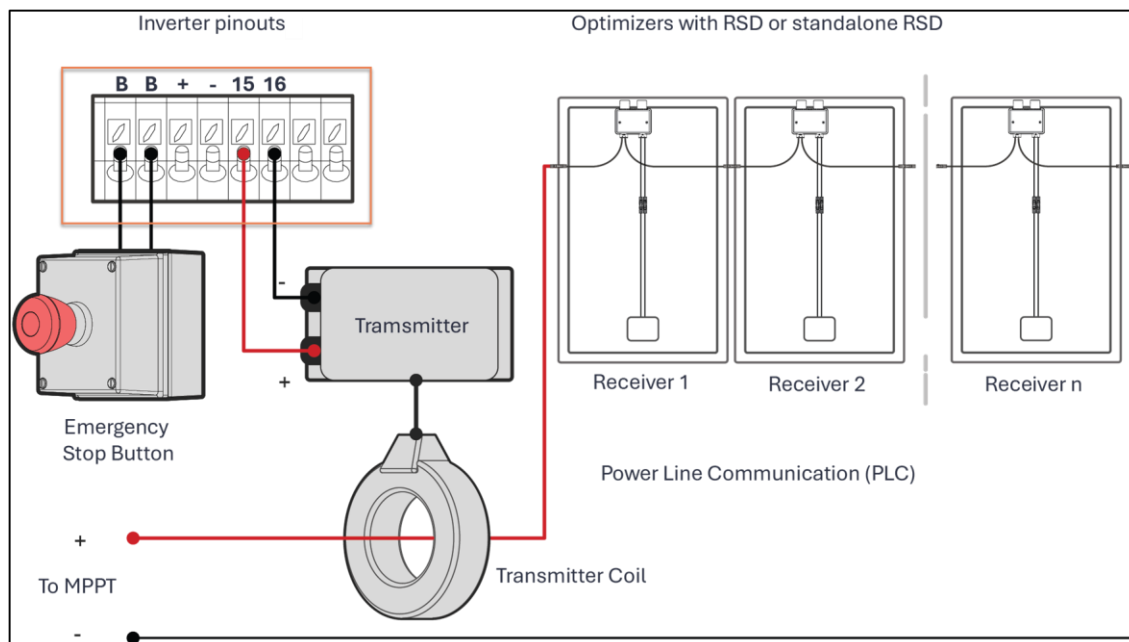 Inverter pinouts
Optimizers with RSD or standalone RSD
B B + - 15 16
-
Tramsmitter
+
Emergency
Stop Button
Receiver 1
Receiver 2
Receiver n
Power Line Communication (PLC)
+
To MPPT
Transmitter Coil
-